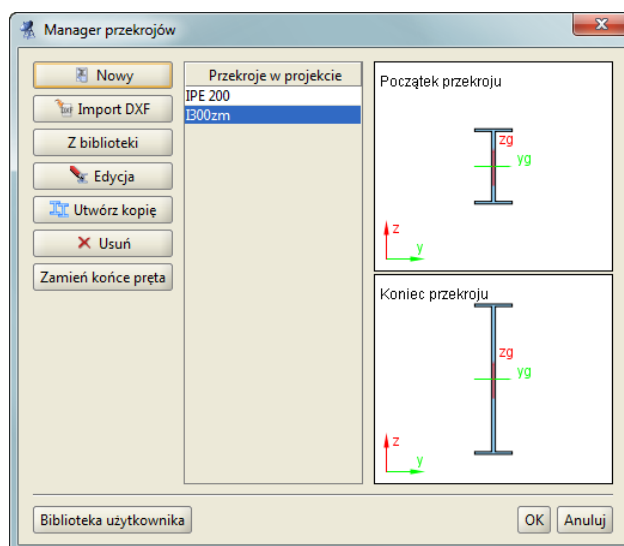 Manager przekrojów
Nowy
Import DXF
Z biblioteki
Edycja
Utwórz kopię
Usuń
Zamień końce pręta
Przekroje w projekcie
IPE 200
I300zm
Początek przekroju
zg
yg
z
y
Koniec przekroju
zg
yg
z
y
Biblioteka użytkownika
OK
Anuluj